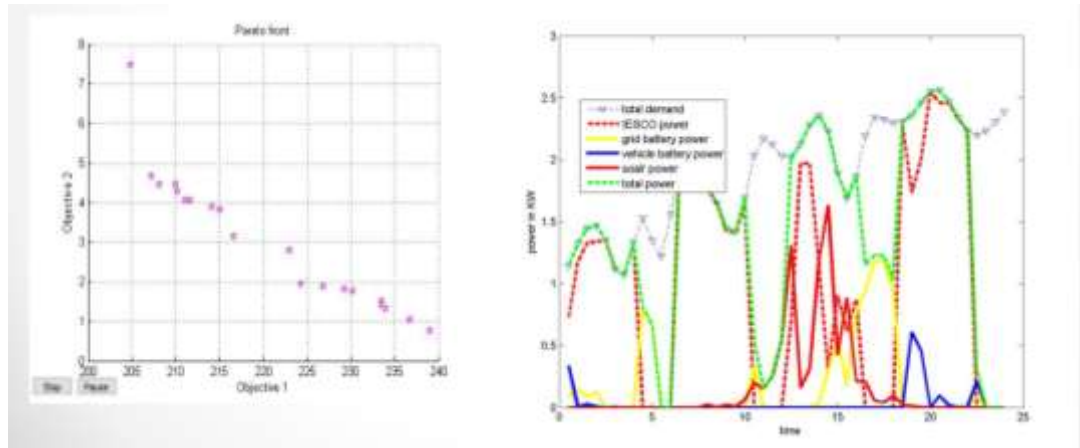 Pareto front
8
7
6
5
4
3
2
1
0
Objective 2
200 205 210 215 220 225 230 235 240
Objective 1
Stop Pause
3
2.5
2
1.5
1
0.5
0
power in KW
total demand
IESCO power
grid battery power
vehicle battery power
soalr power
total power
0 5 10 15 20 25
time